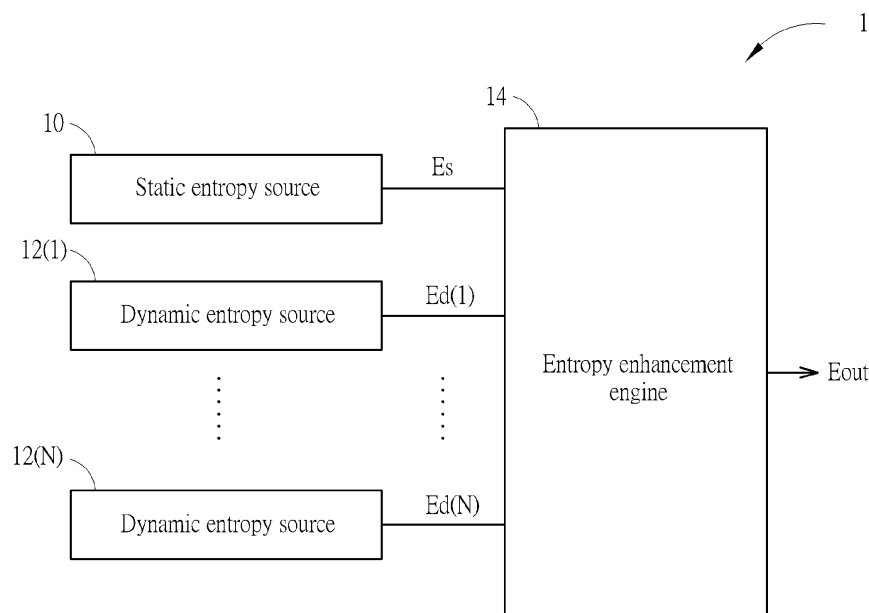 1
14
10
Static entropy source
Es
12(1)
Dynamic entropy source
Ed(1)
Entropy enhancement
engine
Eout
12(N)
Dynamic entropy source
Ed(N)